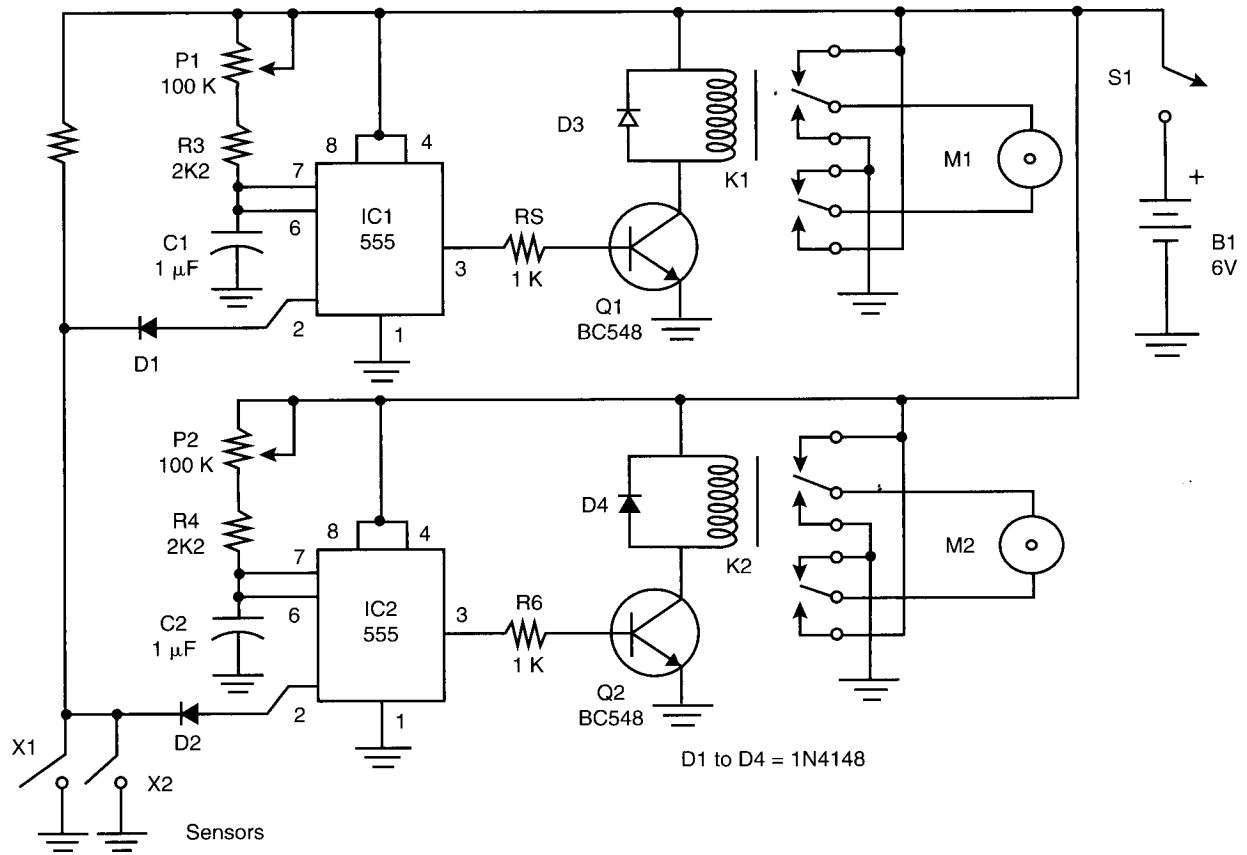 P1
100 K
R3
2K2
C1
1 µF
D1
8
4
7
6
IC1
555
3
2
1
RS
1 K
D3
K1
Q1
BC548
M1
S1
+
B1
6V
P2
100 K
R4
2K2
C2
1 µF
D2
8
4
7
6
IC2
555
3
2
1
R6
1 K
D4
K2
Q2
BC548
M2
D1 to D4 = 1N4148
X1
X2
Sensors